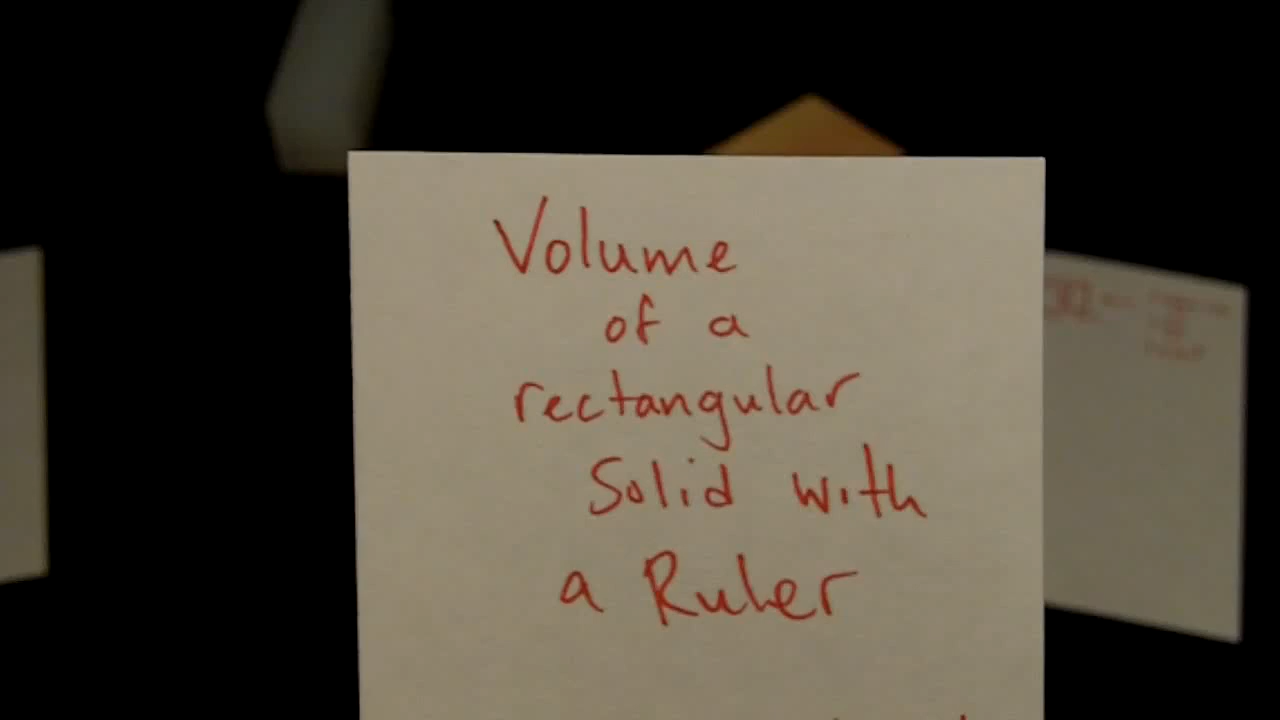 Volume
of a
rectangular
Solid with
a Ruler